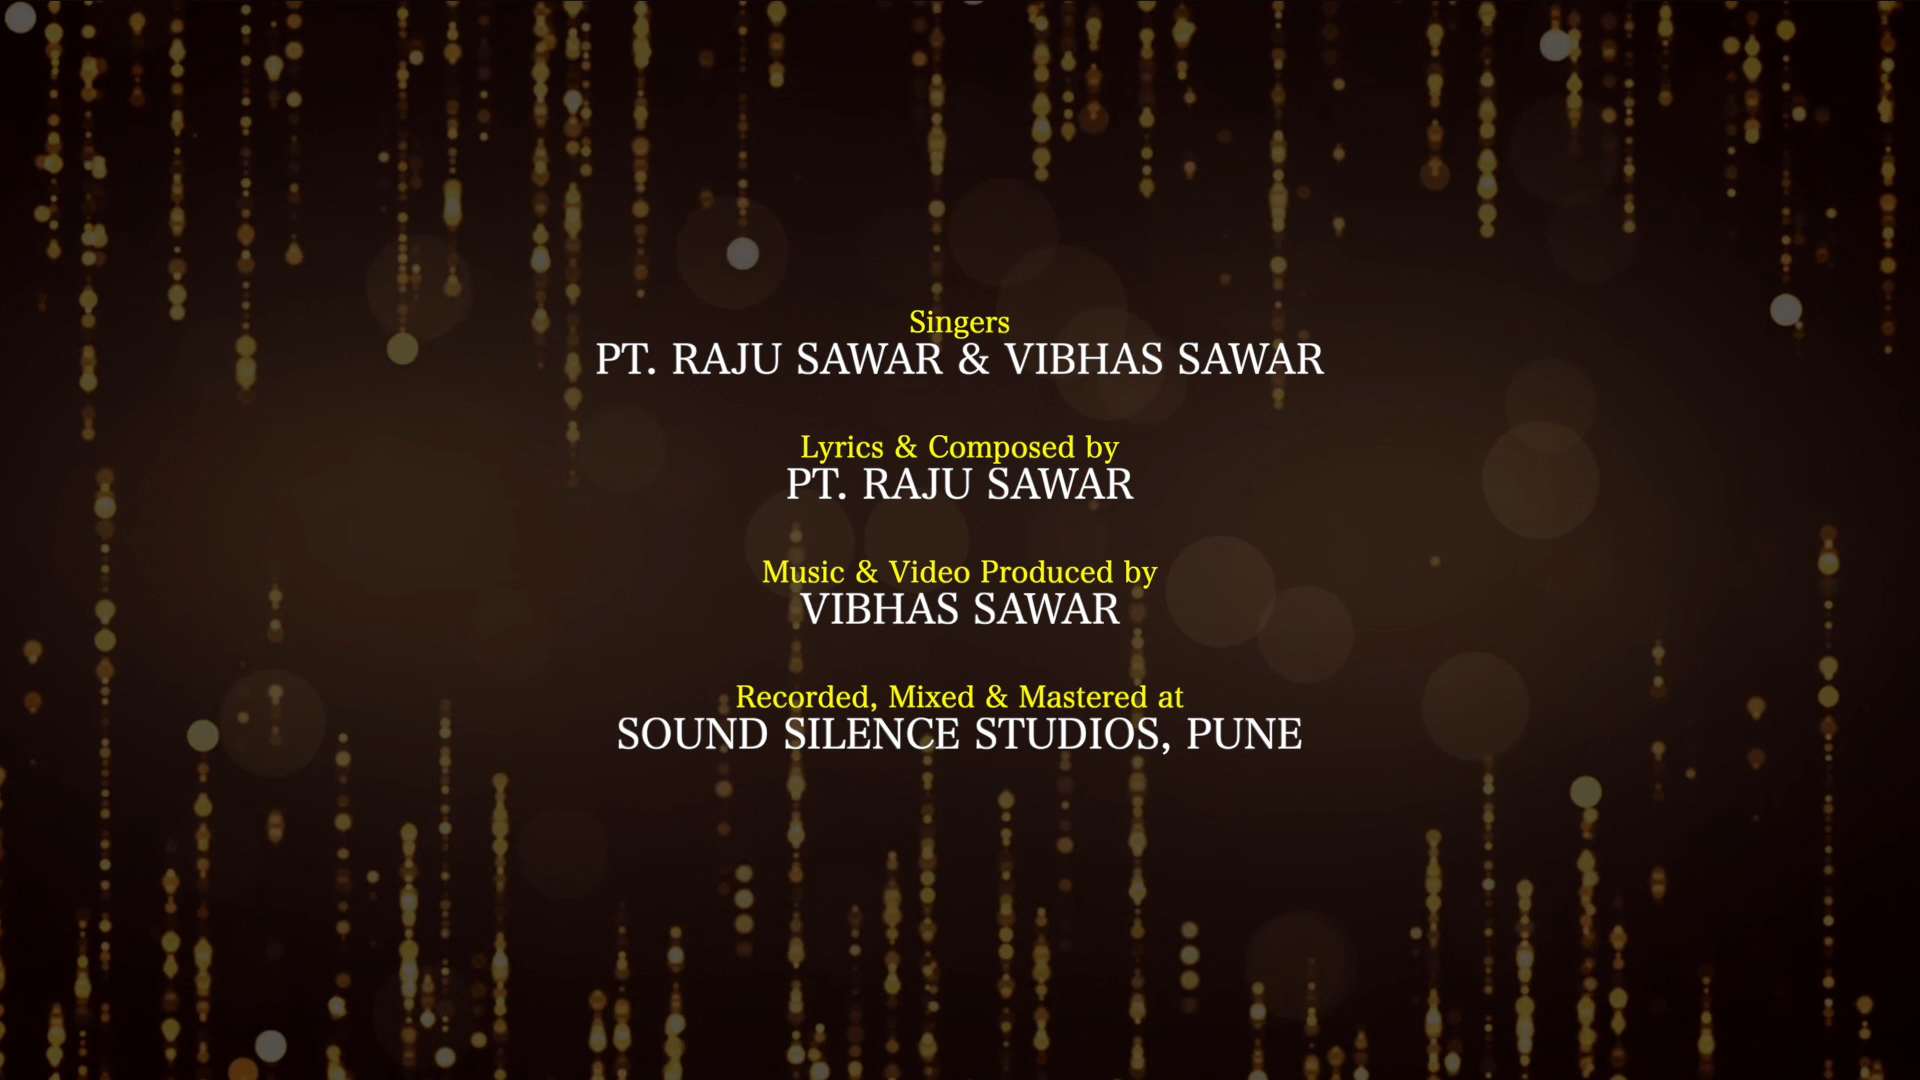 Singers
PT. RAJU SAWAR & VIBHAS SAWAR
Lyrics & Composed by
PT. RAJU SAWAR
Music & Video Produced by
VIBHAS SAWAR
Recorded, Mixed & Mastered at
SOUND SILENCE STUDIOS, PUNE